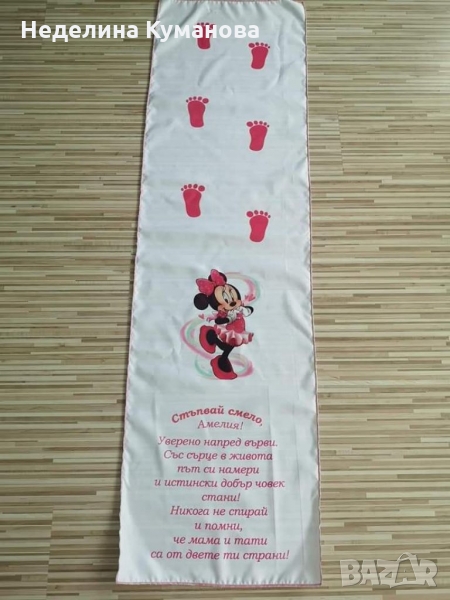 Неделина Куманова
Стъпвай смело,
Амелия!
Уверено напред върви.
Със сърце в живота
път си намери
и истински добър човек
стани!
Никога не спирай
и помни,
че мама и тати
са от двете ти страни!
BAZAR